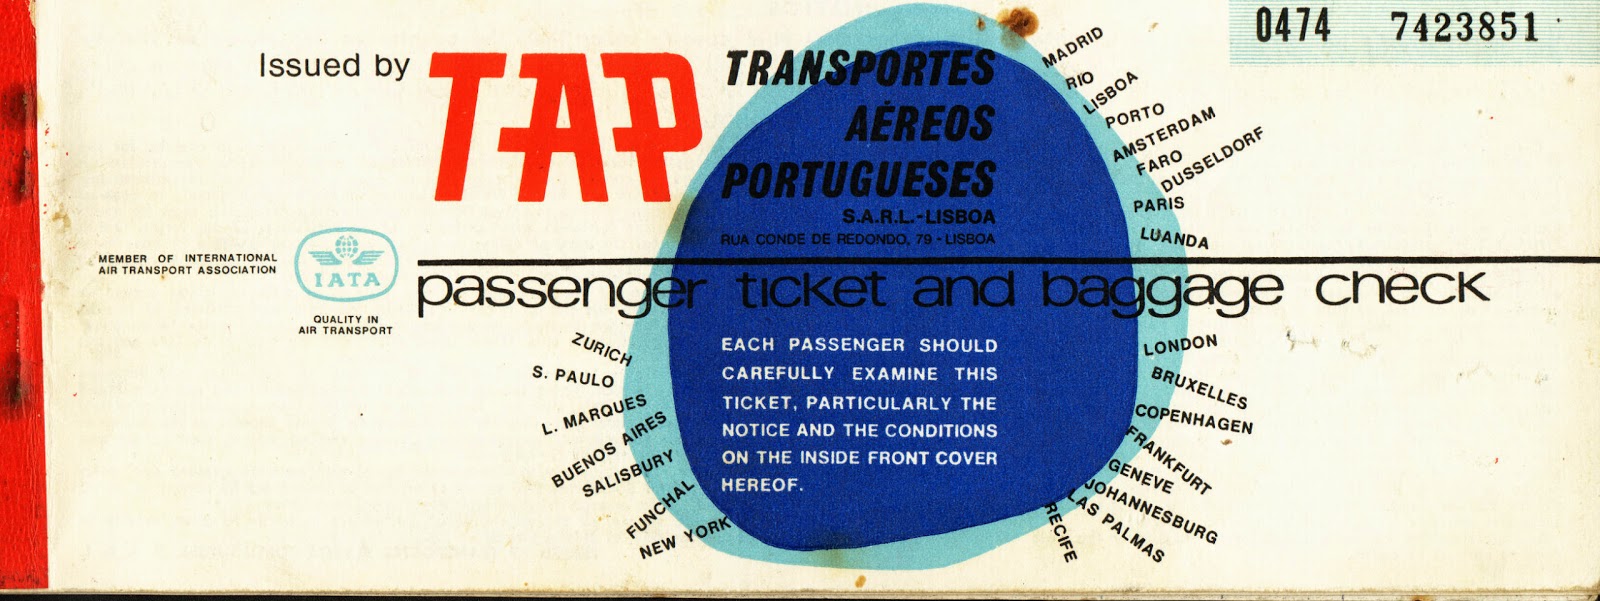 0474 7423851
Issued by TAP
TRANSPORTES
AÉREOS
PORTUGUESES
S.A.R.L.-LISBOA
RUA CONDE DE REDONDO, 79 - LISBOA
MEMBER OF INTERNATIONAL
AIR TRANSPORT ASSOCIATION
IATA
QUALITY IN
AIR TRANSPORT
passenger ticket and baggage check
EACH PASSENGER SHOULD
CAREFULLY EXAMINE THIS
TICKET, PARTICULARLY THE
NOTICE AND THE CONDITIONS
ON THE INSIDE FRONT COVER
HEREOF.
MADRID
RIO
LISBOA
PORTO
AMSTERDAM
FARO
DUSSELDORF
PARIS
LUANDA
LONDON
BRUXELLES
COPENHAGEN
FRANKFURT
GENEVE
JOHANNESBURG
LAS PALMAS
RECIFE
ZURICH
S. PAULO
L. MARQUES
BUENOS AIRES
SALISBURY
FUNCHAL
NEW YORK